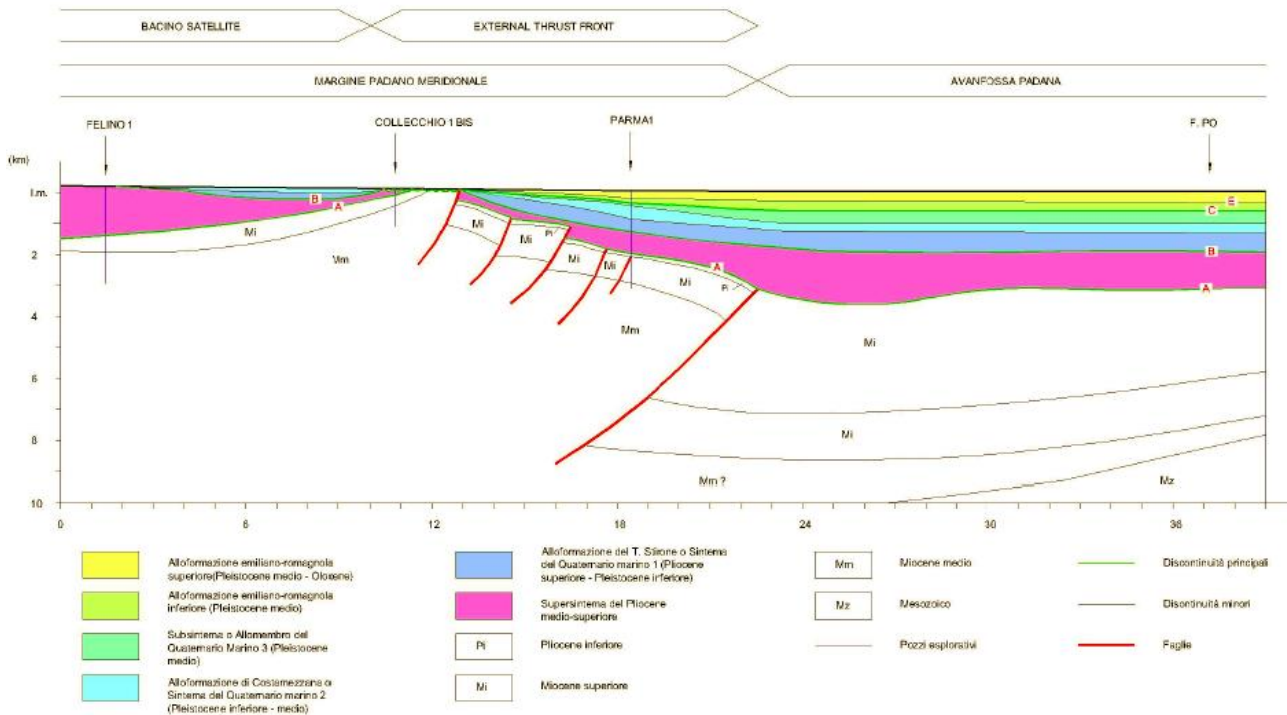 BACINO SATELLITE
EXTERNAL THRUST FRONT
MARGINE PADANO MERIDIONALE
AVANFOSSA PADANA
FELINO 1
COLLECCHIO 1 BIS
PARMA1
F. PO
(km)
l.m.
2
4
6
8
10
B
A
Mi
Mm
Mi
Mi
Pi
Mi
Mi
Mi
A
Pi
Mm
E
C
B
A
Mi
Mi
Mm ?
Mz
0
6
12
18
24
30
36
Alloformazione emiliano-romagnola
superiore(Pleistocene medio - Oloxene)
Alloformazione emiliano-romagnola
inferiore (Pleistocene medio)
Subsintema o Allomembro del
Quaternario Marino 3 (Pleistocene
medio)
Alloformazione di Costamezzana o
Sintema del Quaternario marino 2
(Pleistocene inferiore - medio)
Alloformazione del T. Stirone o Sintema
del Quaternario marino 1 (Pliocene
superiore - Pleistocene inferiore)
Supersintema del Pliocene
medio-superiore
Pi
Pliocene inferiore
Mi
Miocene superiore
Mm
Miocene medio
Mz
Mesozoico
Pozzi esplorativi
Discontinuità principali
Discontinuità minori
Faglie